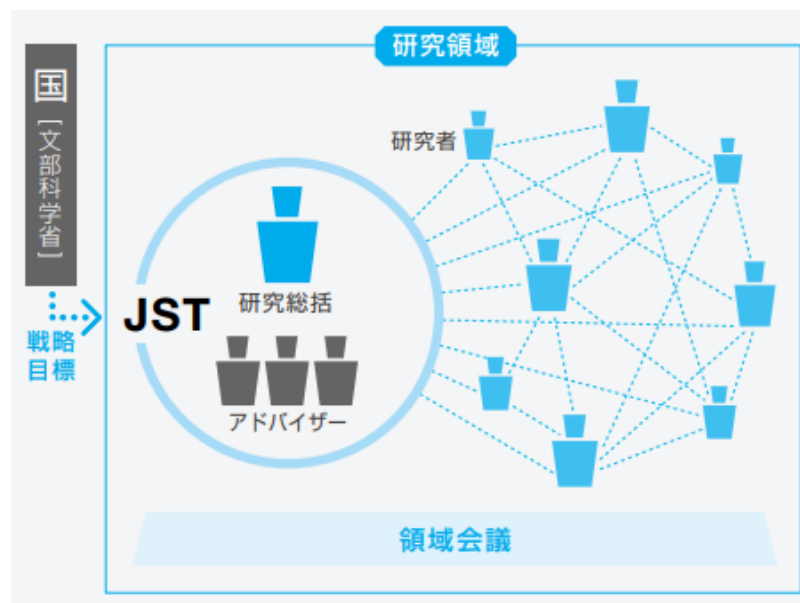 研究領域
国
[文部科学省]
戦略
目標
JST
研究総括
アドバイザー
研究者
領域会議